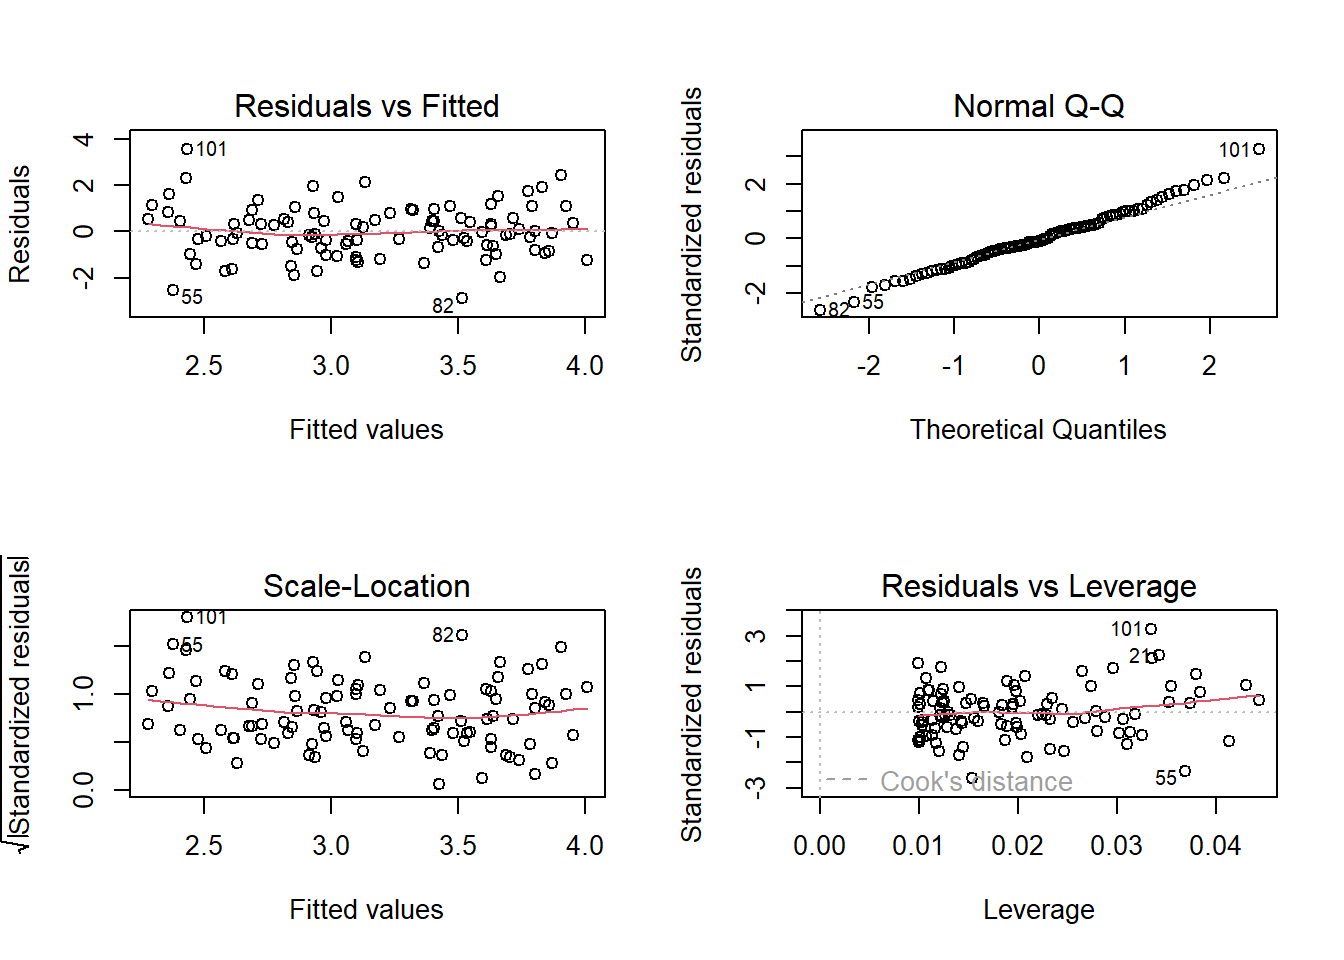 Residuals vs Fitted
Residuals
4
2
0
-2
101
55
82
2.5 3.0 3.5 4.0
Fitted values
Normal Q-Q
Standardized residuals
2
0
-2
101
82
55
-2 -1 0 1 2
Theoretical Quantiles
Scale-Location
√|Standardized residuals|
1.0
0.0
101
55
82
2.5 3.0 3.5 4.0
Fitted values
Residuals vs Leverage
Standardized residuals
3
1
-1
-3
101
21
55
Cook's distance
0.00 0.01 0.02 0.03 0.04
Leverage